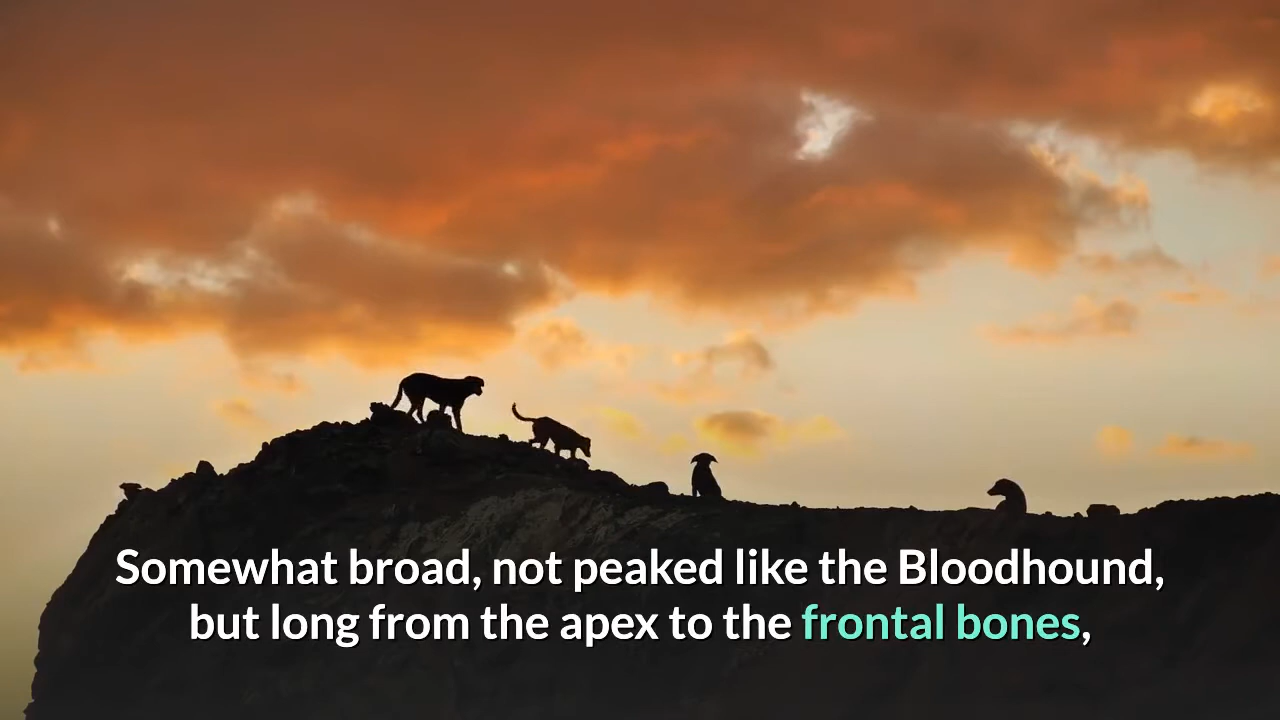 Somewhat broad, not peaked like the Bloodhound,
but long from the apex to the frontal bones,